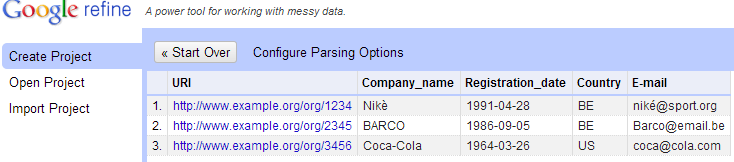 Google refine A power tool for working with messy data.
Create Project
Open Project
Import Project
« Start Over Configure Parsing Options
URI Company_name Registration_date Country E-mail
1. http://www.example.org/org/1234 Nikè 1991-04-28 BE niké@sport.org
2. http://www.example.org/org/2345 BARCO 1986-09-05 BE Barco@email.be
3. http://www.example.org/org/3456 Coca-Cola 1964-03-26 US coca@cola.com